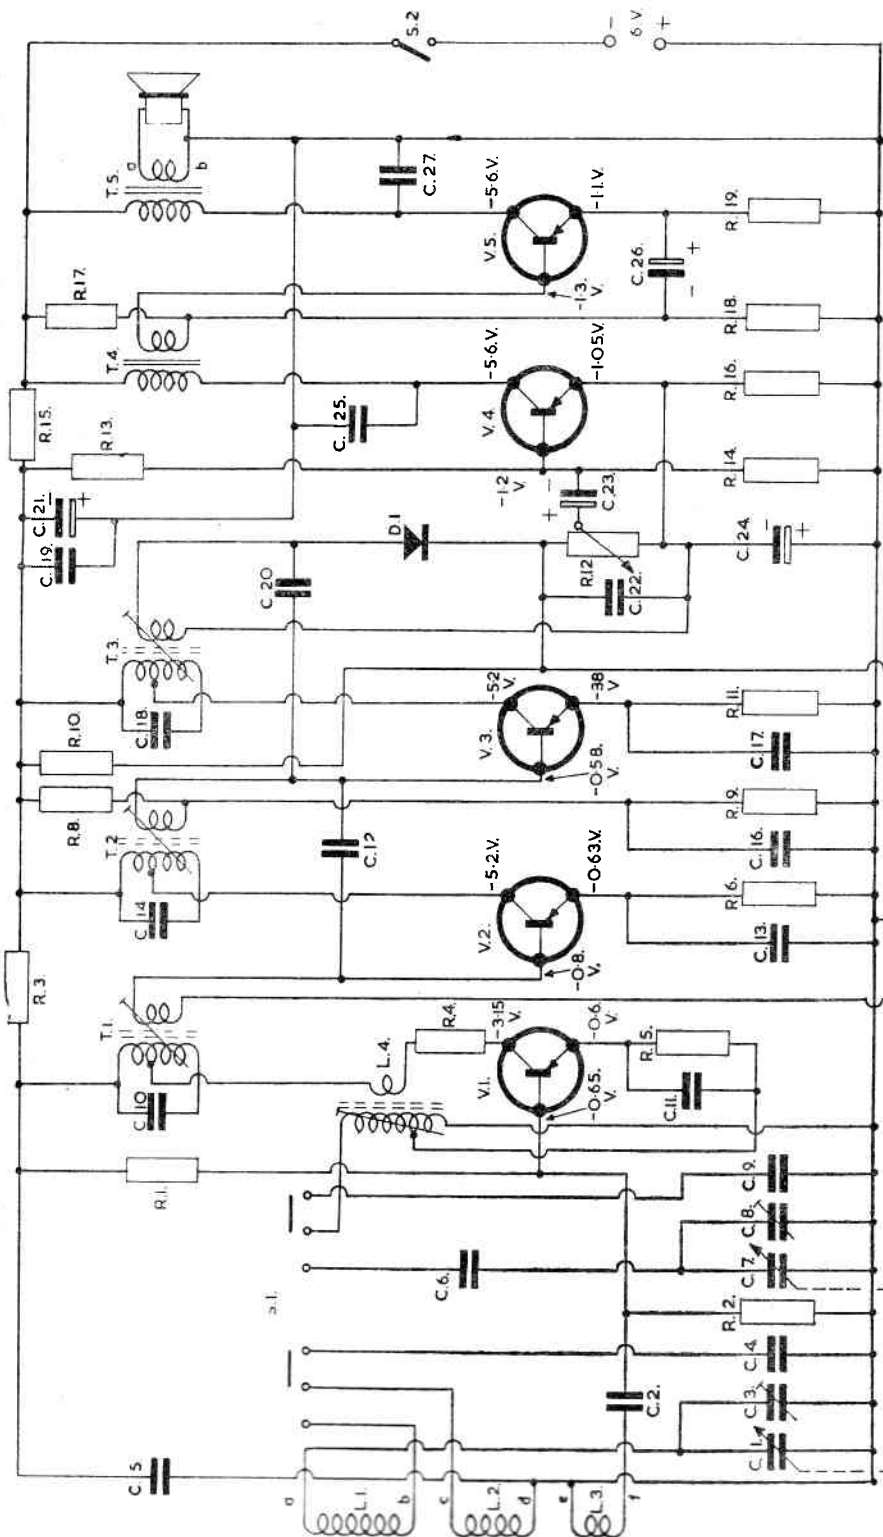 S.2
6 V.
−
+
T.5.
a
b
C.27.
-5·6.V.
V.5.
-1·1.V.
-1·3.
V.
C.26.
+
−
R.19.
R.17.
R.18.
T.4.
C.25.
-5·6.V.
V.4.
-1·05.V.
R.16.
R.15.
R.13.
-1·2
V.
−
+
C.23.
R.14.
C.21.
−
+
C.19.
D.1
R.12
C.22.
C.24.
−
+
C.20
T.3.
C.18.
-5·2
V.
V.3.
-·38
V
-0·58.
V.
R.11.
C.17.
R.10.
R.8.
T.2
C.14.
C.12
-5·2.V.
V.2.
-0·63.V.
-0·8.
V.
R.9.
C.16.
R.6.
C.13.
R.3
T.1.
C.10.
L.4.
R.4.
-3·15
V.
V.1.
-0·6.
V.
-0·65.
V.
R.5.
C.11.
R.1.
S.1.
C.6.
C.9.
C.8.
C.7.
R.2.
C.4.
C.3.
C.1.
C.2.
C.5.
a
L.1.
b
c
L.2.
d
e
L.3.
f